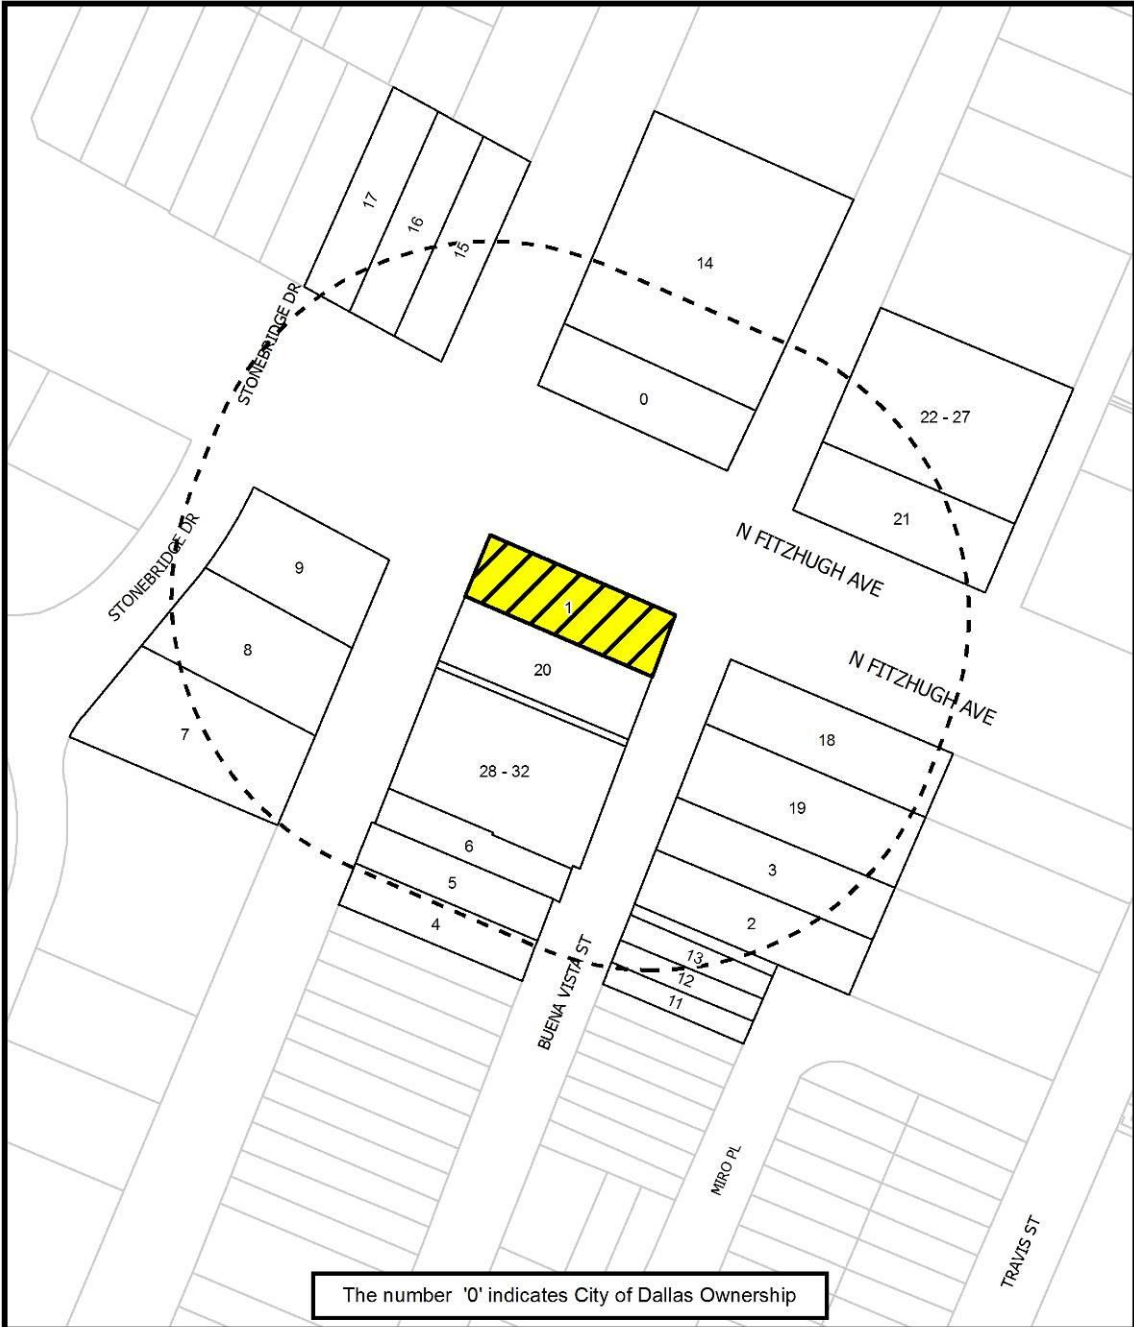 17
16
15
14
STONEBRIDGE DR
0
22 - 27
21
STONEBRIDGE DR
N FITZHUGH AVE
9
1
8
20
N FITZHUGH AVE
7
18
28 - 32
19
6
3
5
4
2
13
12
11
BUENA VISTA ST
MIRO PL
TRAVIS ST
The number '0' indicates City of Dallas Ownership